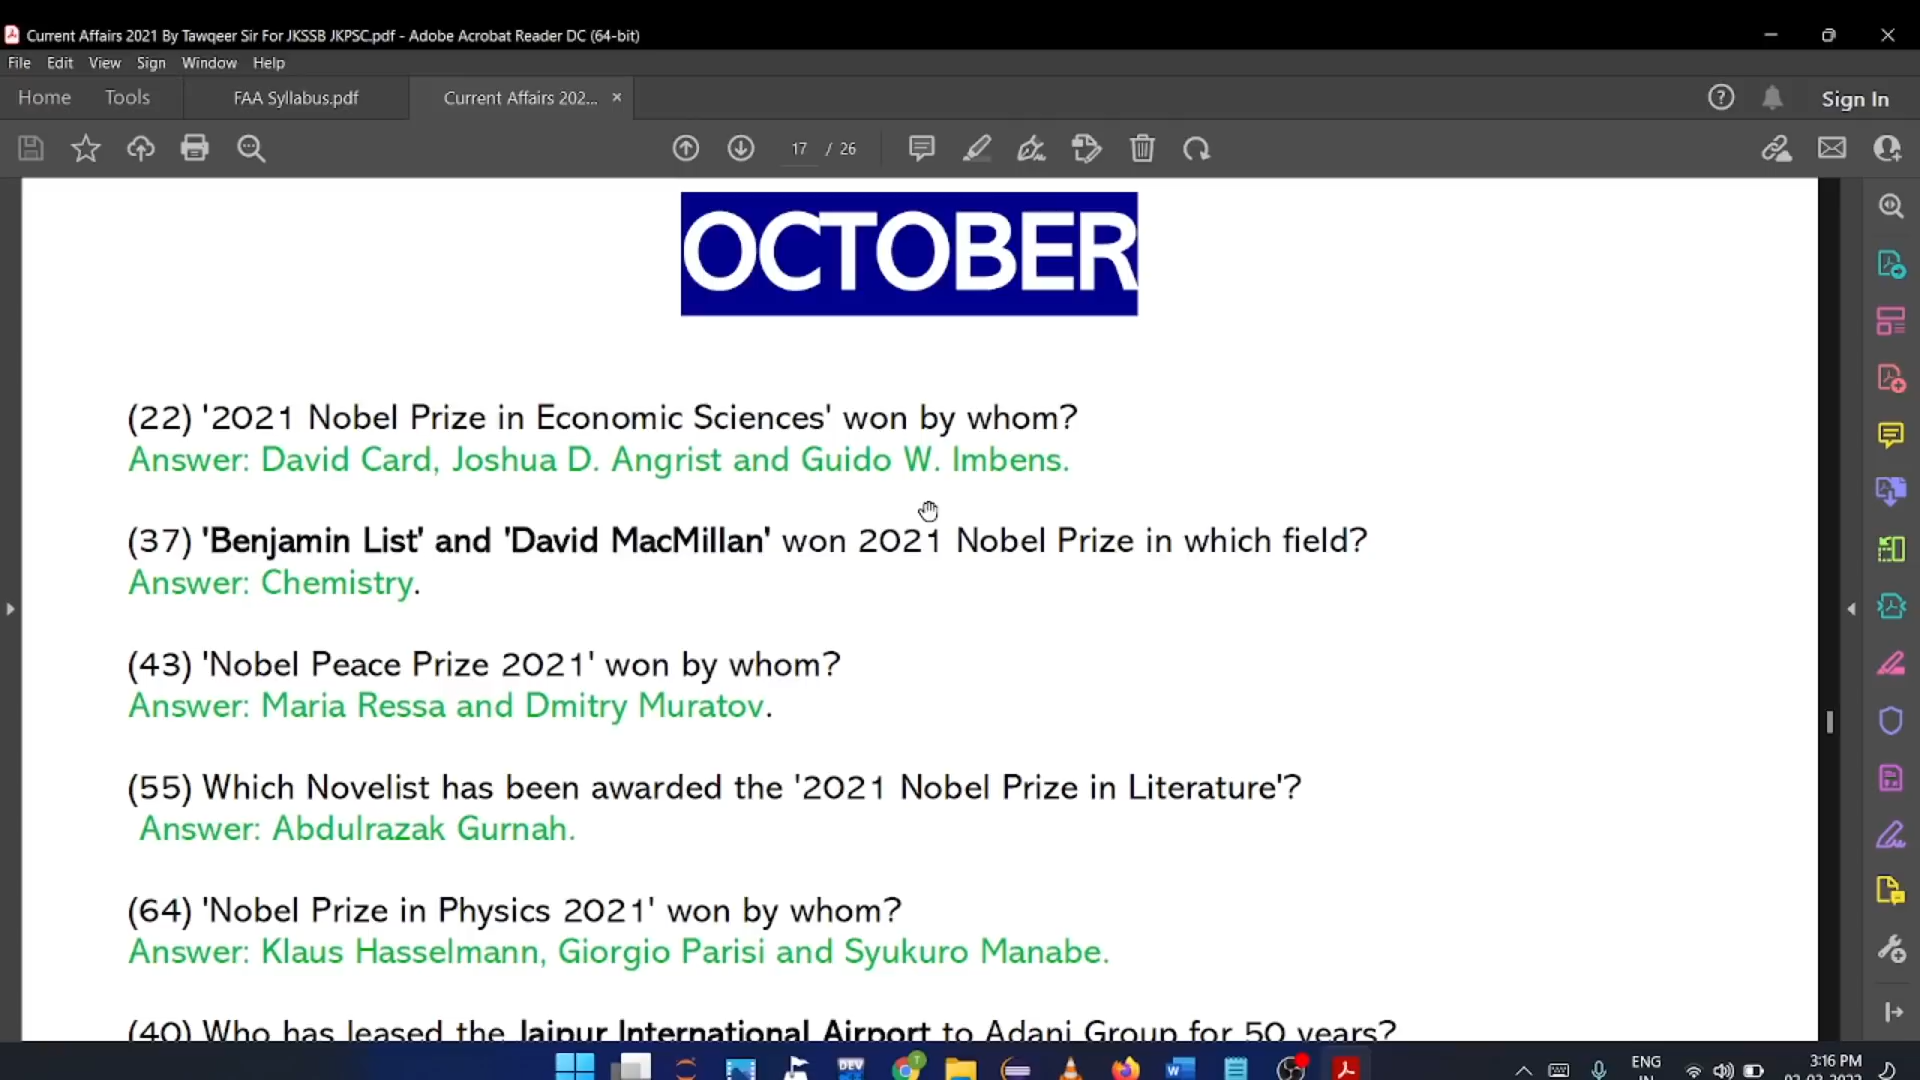 Current Affairs 2021 By Tawqeer Sir For JKSSB JKPSC.pdf - Adobe Acrobat Reader DC (64-bit)
File Edit View Sign Window Help
Home Tools FAA Syllabus.pdf Current Affairs 202... × Sign In
17 / 26
OCTOBER
(22) '2021 Nobel Prize in Economic Sciences' won by whom?
Answer: David Card, Joshua D. Angrist and Guido W. Imbens.
(37) 'Benjamin List' and 'David MacMillan' won 2021 Nobel Prize in which field?
Answer: Chemistry.
(43) 'Nobel Peace Prize 2021' won by whom?
Answer: Maria Ressa and Dmitry Muratov.
(55) Which Novelist has been awarded the '2021 Nobel Prize in Literature'?
Answer: Abdulrazak Gurnah.
(64) 'Nobel Prize in Physics 2021' won by whom?
Answer: Klaus Hasselmann, Giorgio Parisi and Syukuro Manabe.
(40) Who has leased the Jaipur International Airport to Adani Group for 50 years?
DEV
T
W
ENG
IN
3:16 PM